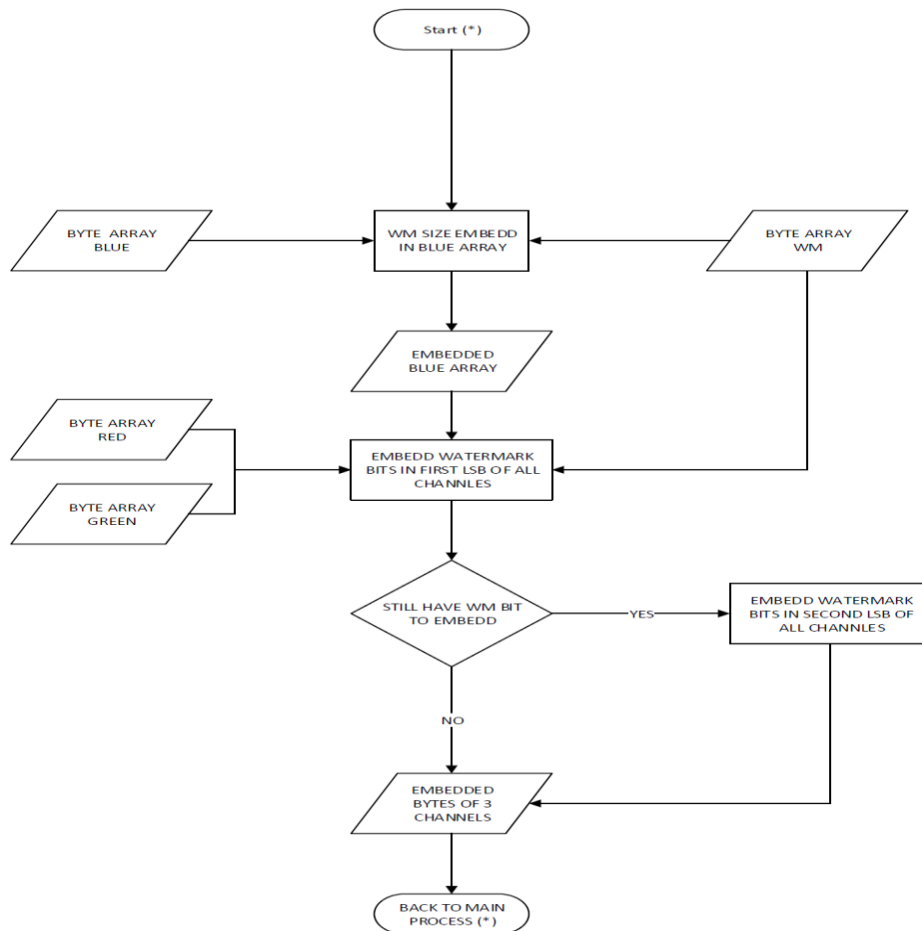 Start (*)
BYTE ARRAY
BLUE
WM SIZE EMBEDD
IN BLUE ARRAY
BYTE ARRAY
WM
EMBEDDED
BLUE ARRAY
BYTE ARRAY
RED
EMBEDD WATERMARK
BITS IN FIRST LSB OF ALL
CHANNLES
BYTE ARRAY
GREEN
STILL HAVE WM BIT
TO EMBEDD
YES
EMBEDD WATERMARK
BITS IN SECOND LSB OF
ALL CHANNLES
NO
EMBEDDED
BYTES OF 3
CHANNELS
BACK TO MAIN
PROCESS (*)